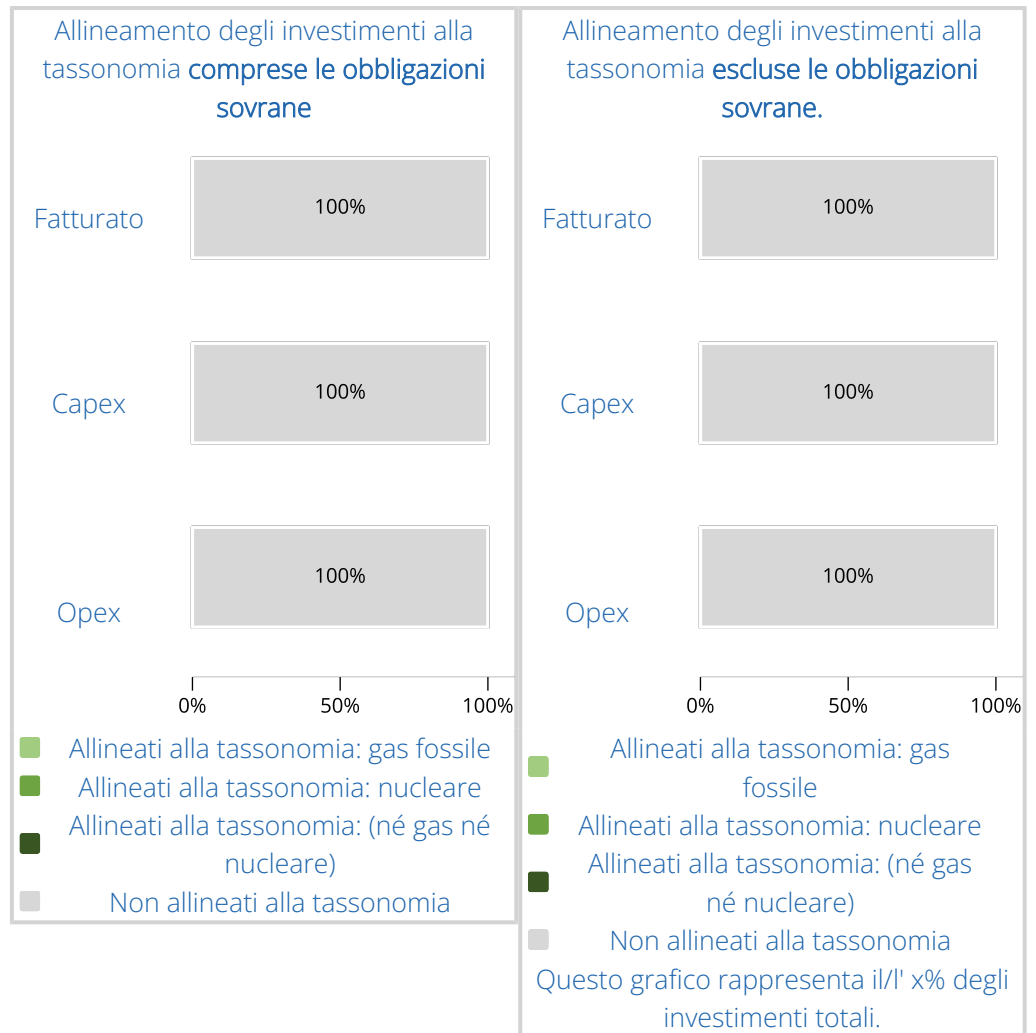 Allineamento degli investimenti alla
tassonomia comprese le obbligazioni
sovrane
Fatturato
100%
Capex
100%
Opex
100%
0%
50%
100%
Allineati alla tassonomia: gas fossile
Allineati alla tassonomia: nucleare
Allineati alla tassonomia: (né gas né
nucleare)
Non allineati alla tassonomia
Allineamento degli investimenti alla
tassonomia escluse le obbligazioni
sovrane.
Fatturato
100%
Capex
100%
Opex
100%
0%
50%
100%
Allineati alla tassonomia: gas
fossile
Allineati alla tassonomia: nucleare
Allineati alla tassonomia: (né gas
né nucleare)
Non allineati alla tassonomia
Questo grafico rappresenta il/l' x% degli
investimenti totali.